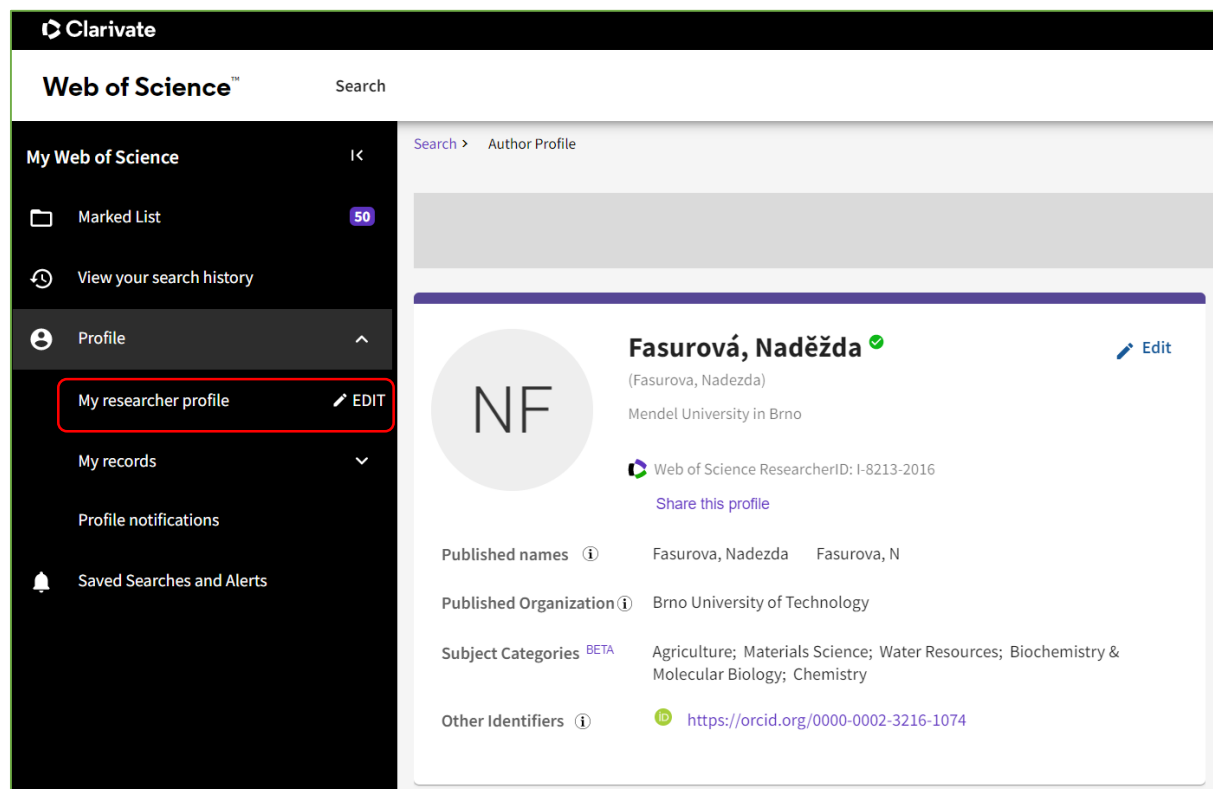 Clarivate
Web of Science™
Search
My Web of Science
Marked List 50
View your search history
Profile
My researcher profile EDIT
My records
Profile notifications
Saved Searches and Alerts
Search > Author Profile
NF
Fasurová, Naděžda
Edit
(Fasurova, Nadezda)
Mendel University in Brno
Web of Science ResearcherID: I-8213-2016
Share this profile
Published names Fasurova, Nadezda Fasurova, N
Published Organization Brno University of Technology
Subject Categories BETA Agriculture; Materials Science; Water Resources; Biochemistry &
Molecular Biology; Chemistry
Other Identifiers iD https://orcid.org/0000-0002-3216-1074